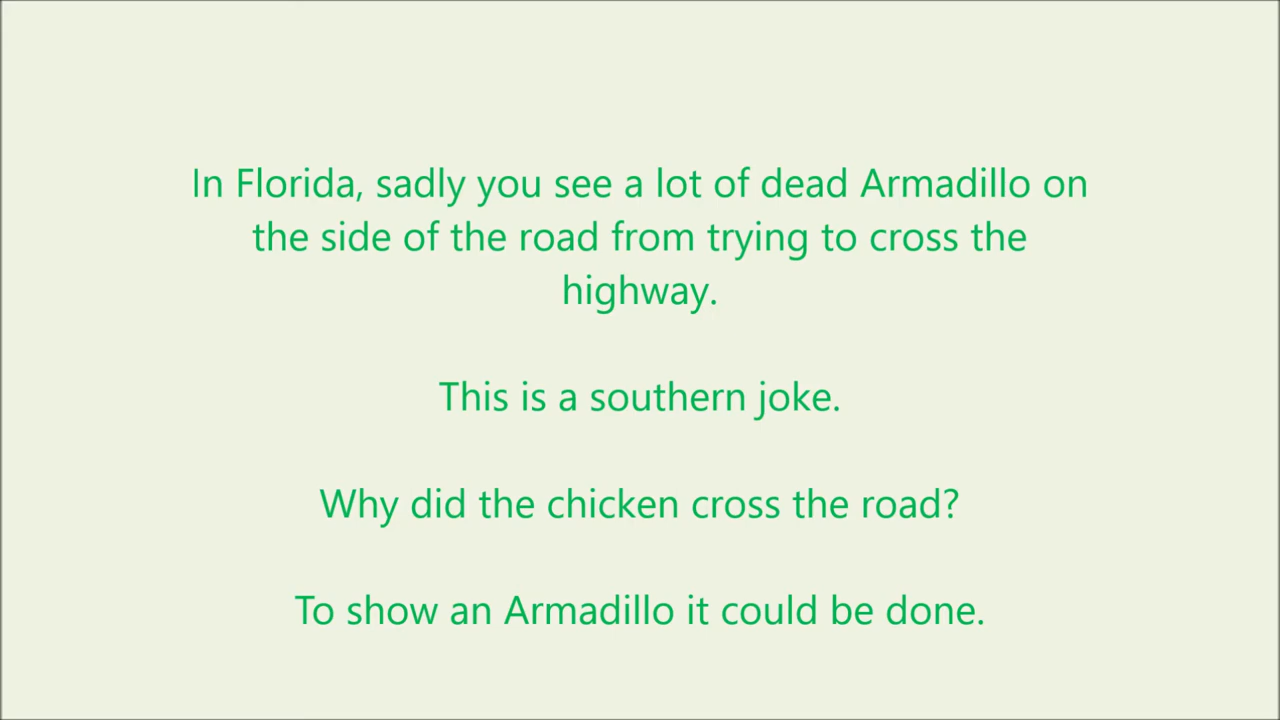 In Florida, sadly you see a lot of dead Armadillo on
the side of the road from trying to cross the
highway.
This is a southern joke.
Why did the chicken cross the road?
To show an Armadillo it could be done.